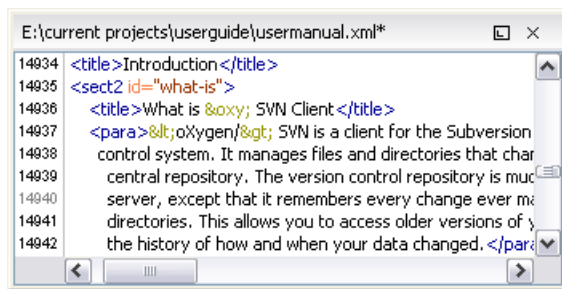 E:\current projects\userguide\usermanual.xml*
14934 <title>Introduction</title>
14935 <sect2 id="what-is">
14936 <title>What is &oxy; SVN Client</title>
14937 <para>&lt;oXygen/&gt; SVN is a client for the Subversion
14938 control system. It manages files and directories that
14939 central repository. The version control repository is
14940 server, except that it remembers every change ever
14941 directories. This allows you to access older versions of
14942 the history of how and when your data changed.</para